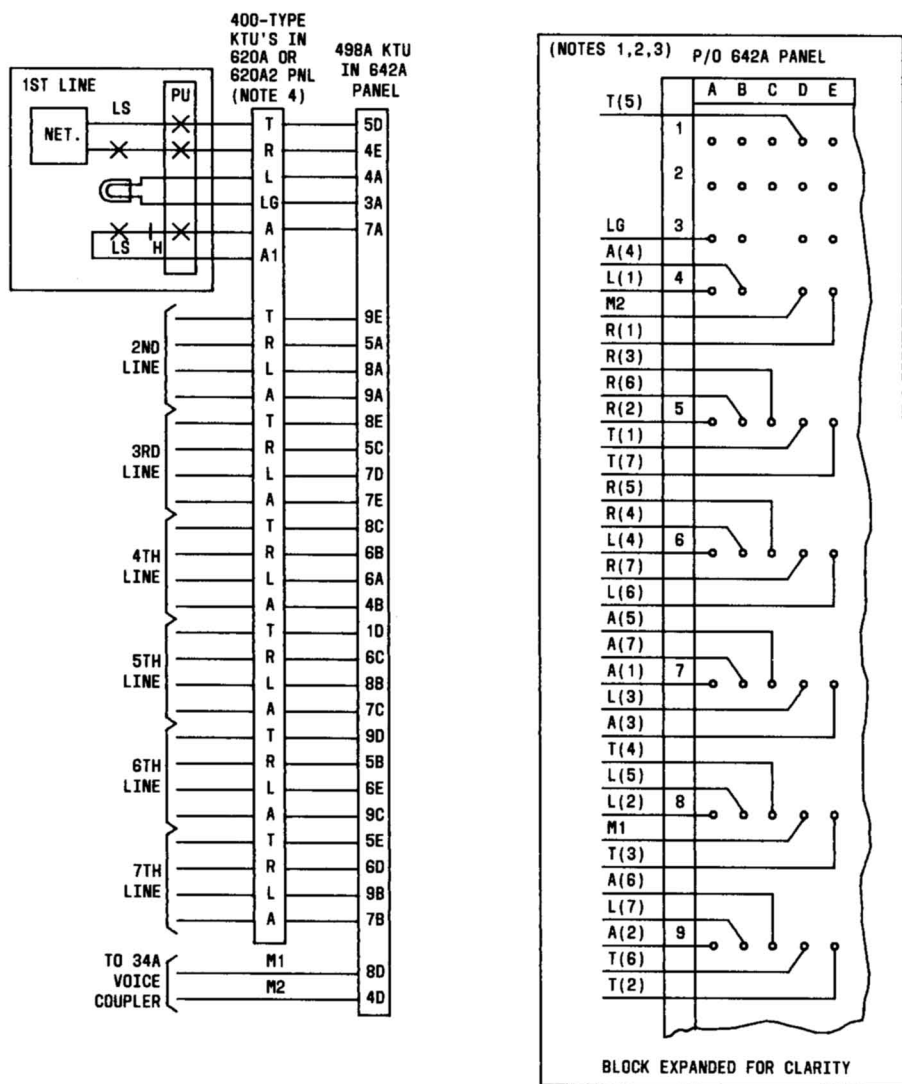 400-TYPE
KTU'S IN
620A OR
620A2 PNL
(NOTE 4)
498A KTU
IN 642A
PANEL
1ST LINE
LS
PU
NET.
T 5D
R 4E
L 4A
LG 3A
LS H A 7A
A1
2ND
LINE
T 9E
R 5A
L 8A
A 9A
3RD
LINE
T 8E
R 5C
L 7D
A 7E
4TH
LINE
T 8C
R 6B
L 6A
A 4B
5TH
LINE
T 1D
R 6C
L 8B
A 7C
6TH
LINE
T 9D
R 5B
L 6E
A 9C
7TH
LINE
T 5E
R 6D
L 9B
A 7B
TO 34A
VOICE
COUPLER
M1 8D
M2 4D
(NOTES 1,2,3) P/O 642A PANEL
A B C D E
T(5)
1
2
LG 3
A(4)
L(1) 4
M2
R(1)
R(3)
R(6)
R(2) 5
T(1)
T(7)
R(5)
R(4)
L(4) 6
R(7)
L(6)
A(5)
A(7)
A(1) 7
L(3)
A(3)
T(4)
L(5)
L(2) 8
M1
T(3)
A(6)
L(7)
A(2) 9
T(6)
T(2)
BLOCK EXPANDED FOR CLARITY